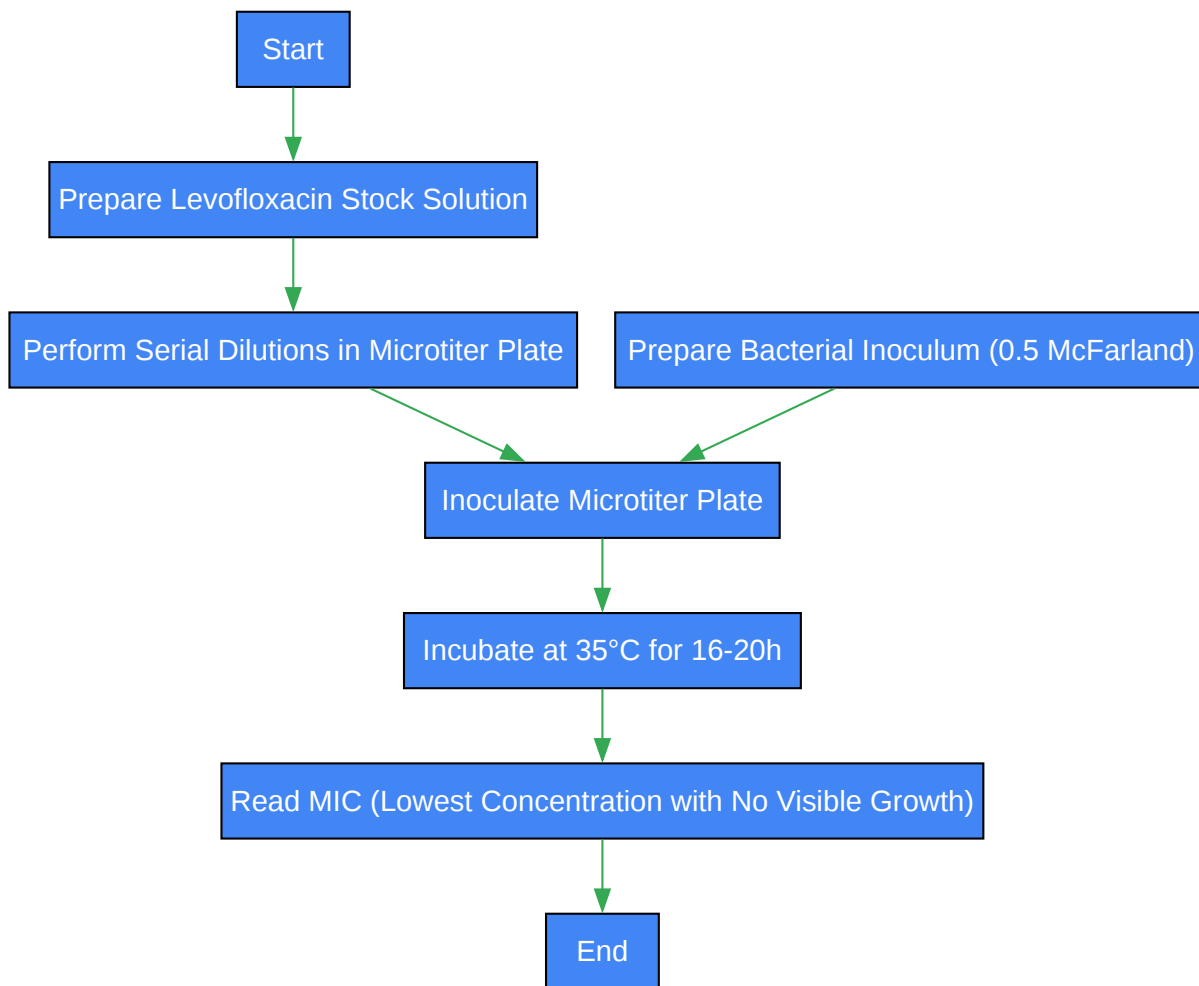 Start
Prepare Levofloxacin Stock Solution
Perform Serial Dilutions in Microtiter Plate
Prepare Bacterial Inoculum (0.5 McFarland)
Inoculate Microtiter Plate
Incubate at 35°C for 16-20h
Read MIC (Lowest Concentration with No Visible Growth)
End